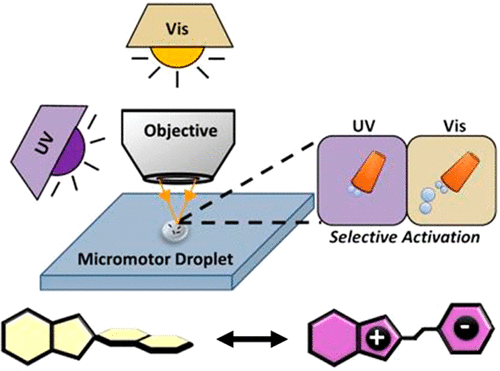 Vis
UV
Objective
UV Vis
Selective Activation
Micromotor Droplet
+ -